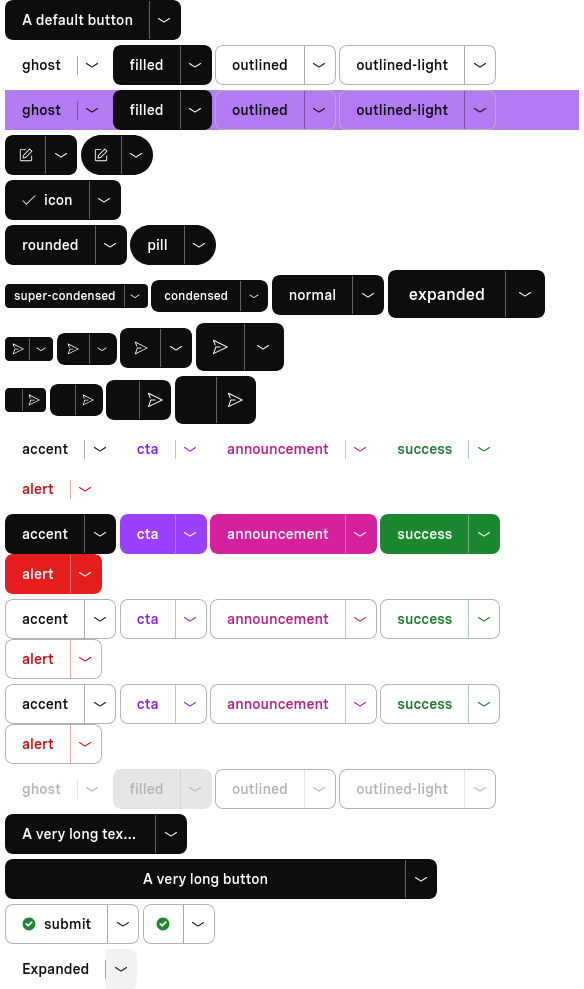 A default button
ghost filled outlined outlined-light
ghost filled outlined outlined-light
icon
rounded pill
super-condensed condensed normal expanded
accent cta announcement success
alert
accent cta announcement success
alert
accent cta announcement success
alert
accent cta announcement success
alert
ghost filled outlined outlined-light
A very long tex...
A very long button
submit
Expanded